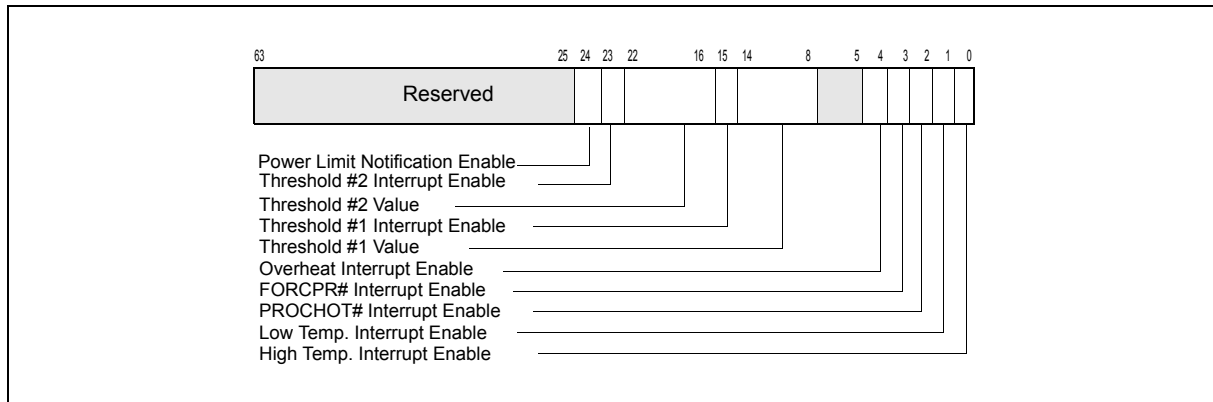 63 25 24 23 22 16 15 14 8 5 4 3 2 1 0
Reserved
Power Limit Notification Enable
Threshold #2 Interrupt Enable
Threshold #2 Value
Threshold #1 Interrupt Enable
Threshold #1 Value
Overheat Interrupt Enable
FORCPR# Interrupt Enable
PROCHOT# Interrupt Enable
Low Temp. Interrupt Enable
High Temp. Interrupt Enable